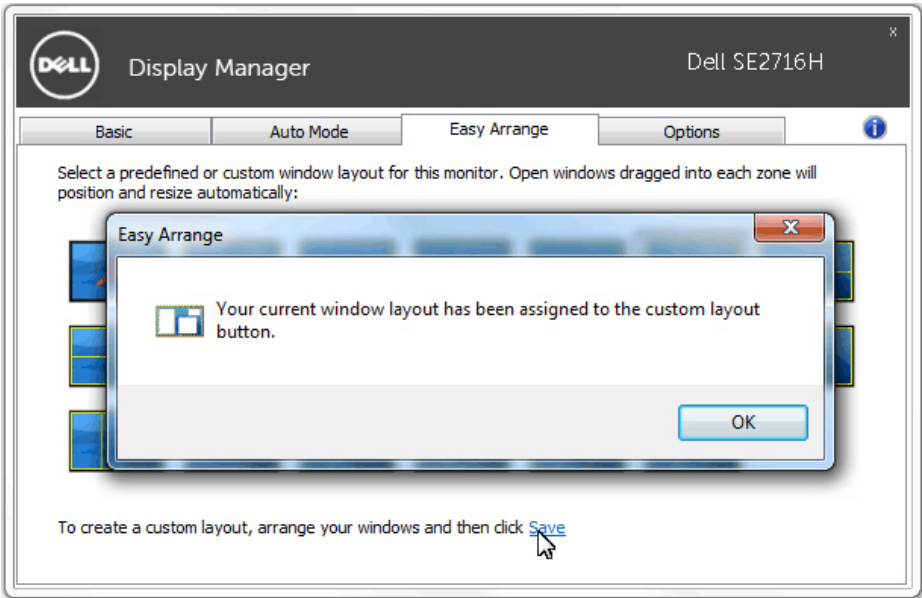 DELL
Display Manager
Dell SE2716H
x
Basic
Auto Mode
Easy Arrange
Options
i
Select a predefined or custom window layout for this monitor. Open windows dragged into each zone will
position and resize automatically:
Easy Arrange
x
Your current window layout has been assigned to the custom layout
button.
OK
To create a custom layout, arrange your windows and then click Save